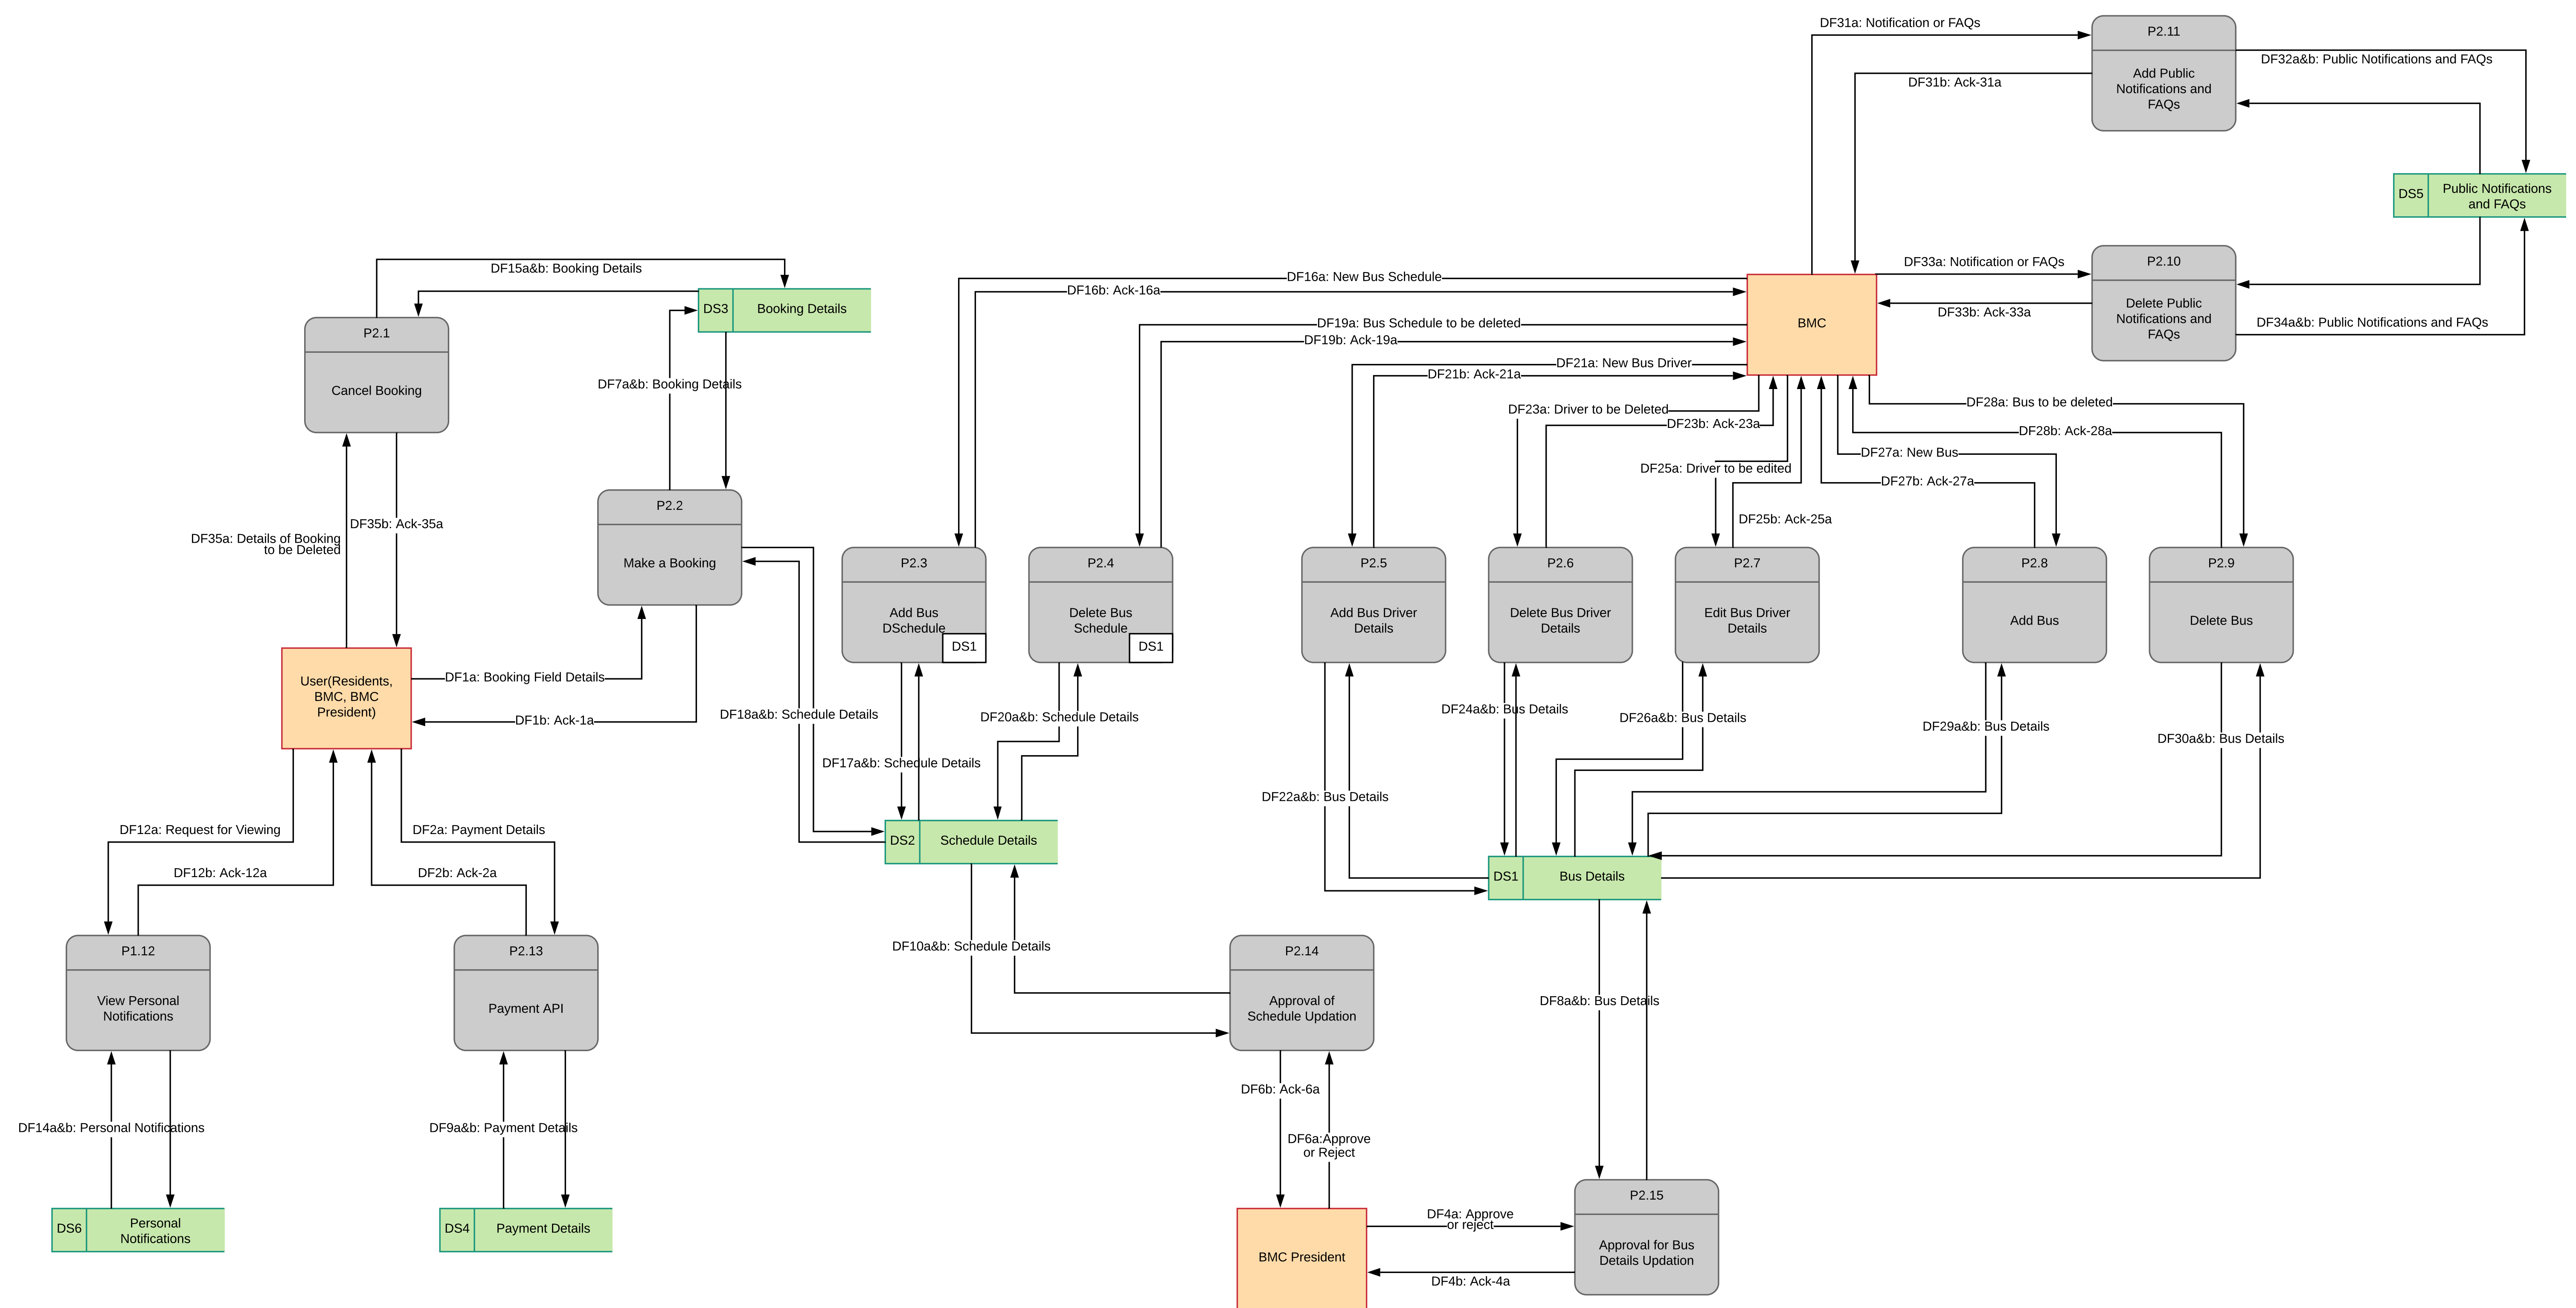 DF31a: Notification or FAQs
P2.11
Add Public
Notifications and
FAQs
DF32a&b: Public Notifications and FAQs
DF31b: Ack-31a
DS5
Public Notifications
and FAQs
DF33a: Notification or FAQs
P2.10
Delete Public
Notifications and
FAQs
DF33b: Ack-33a
DF34a&b: Public Notifications and FAQs
DF15a&b: Booking Details
DS3
Booking Details
P2.1
Cancel Booking
DF7a&b: Booking Details
DF16a: New Bus Schedule
DF16b: Ack-16a
DF19a: Bus Schedule to be deleted
DF19b: Ack-19a
BMC
DF21a: New Bus Driver
DF21b: Ack-21a
DF23a: Driver to be Deleted
DF23b: Ack-23a
DF28a: Bus to be deleted
DF28b: Ack-28a
DF27a: New Bus
DF27b: Ack-27a
DF25a: Driver to be edited
DF25b: Ack-25a
DF35a: Details of Booking
to be Deleted
DF35b: Ack-35a
P2.2
Make a Booking
P2.3
Add Bus
DSchedule
DS1
P2.4
Delete Bus
Schedule
DS1
P2.5
Add Bus Driver
Details
P2.6
Delete Bus Driver
Details
P2.7
Edit Bus Driver
Details
P2.8
Add Bus
P2.9
Delete Bus
User(Residents,
BMC, BMC
President)
DF1a: Booking Field Details
DF1b: Ack-1a
DF18a&b: Schedule Details
DF20a&b: Schedule Details
DF17a&b: Schedule Details
DF24a&b: Bus Details
DF26a&b: Bus Details
DF29a&b: Bus Details
DF30a&b: Bus Details
DF22a&b: Bus Details
DF12a: Request for Viewing
DF12b: Ack-12a
DF2a: Payment Details
DF2b: Ack-2a
DS2
Schedule Details
DS1
Bus Details
P1.12
View Personal
Notifications
P2.13
Payment API
DF10a&b: Schedule Details
P2.14
Approval of
Schedule Updation
DF8a&b: Bus Details
DF6b: Ack-6a
DF6a:Approve
or Reject
DF14a&b: Personal Notifications
DF9a&b: Payment Details
DS6
Personal
Notifications
DS4
Payment Details
BMC President
DF4a: Approve
or reject
DF4b: Ack-4a
P2.15
Approval for Bus
Details Updation